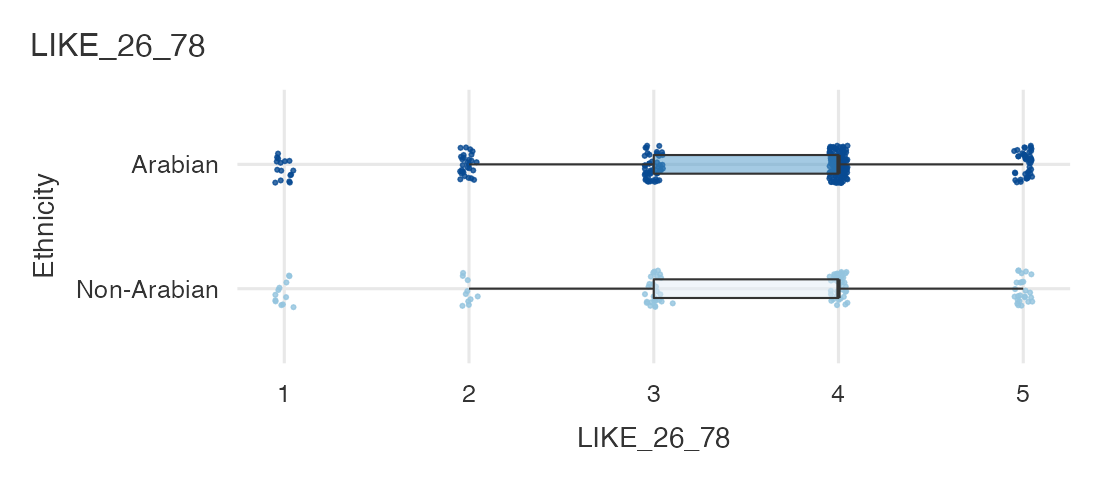 LIKE_26_78
Arabian
Ethnicity
Non-Arabian
1 2 3 4 5
LIKE_26_78